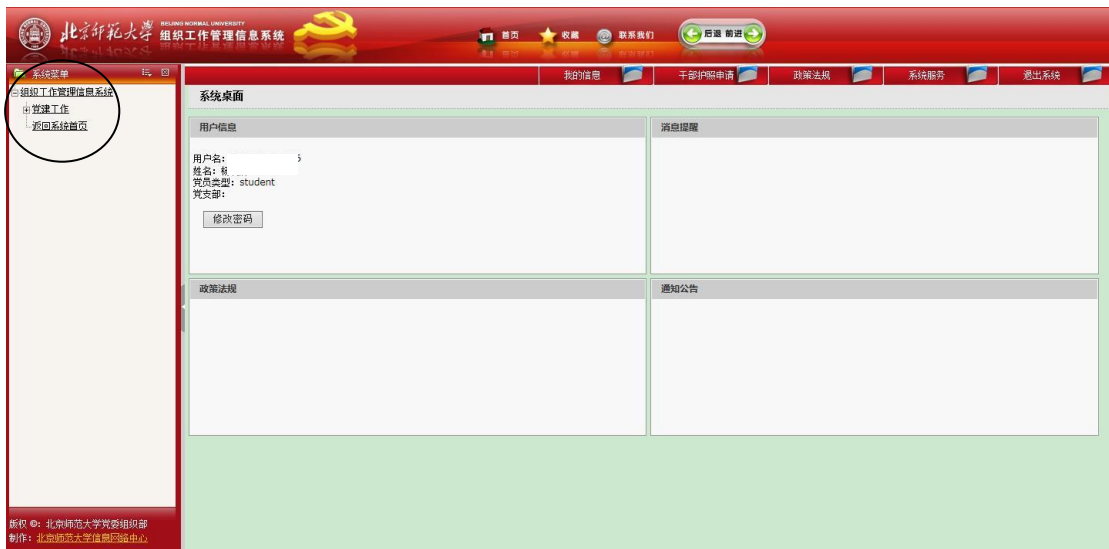 北京师范大学
BEIJING NORMAL UNIVERSITY
组织工作管理信息系统
首页 收藏 联系我们 后退 前进
系统菜单
我的信息 干部护照申请 政策法规 系统服务 退出系统
组织工作管理信息系统
党建工作
返回系统首页
系统桌面
用户信息
用户名:
姓名:
党员类型: student
党支部:
修改密码
消息提醒
政策法规
通知公告
版权 ©: 北京师范大学党委组织部
制作: 北京师范大学信息网络中心